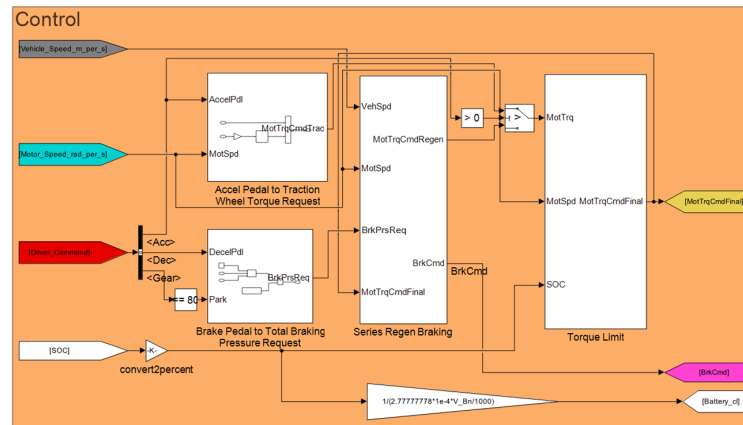 Control
[Vehicle_Speed_m_per_s]
AccelPdl
MotTrqCmdTrac
MotSpd
Accel Pedal to Traction
Wheel Torque Request
[Motor_Speed_rad_per_s]
VehSpd
MotTrqCmdRegen
MotSpd
BrkPrsReq
BrkCmd
MotTrqCmdFinal
Series Regen Braking
> 0
>
MotTrq
MotSpd
MotTrqCmdFinal
SOC
Torque Limit
[MotTrqCmdFinal]
[Driver_Command]
<Acc>
<Dec>
<Gear>
== 80
DecelPdl
BrkPrsReq
Park
Brake Pedal to Total Braking
Pressure Request
BrkCmd
[SOC]
-K-
convert2percent
[BrkCmd]
1/(2.77777778*1e-4*V_Bn/1000)
[Battery_cl]